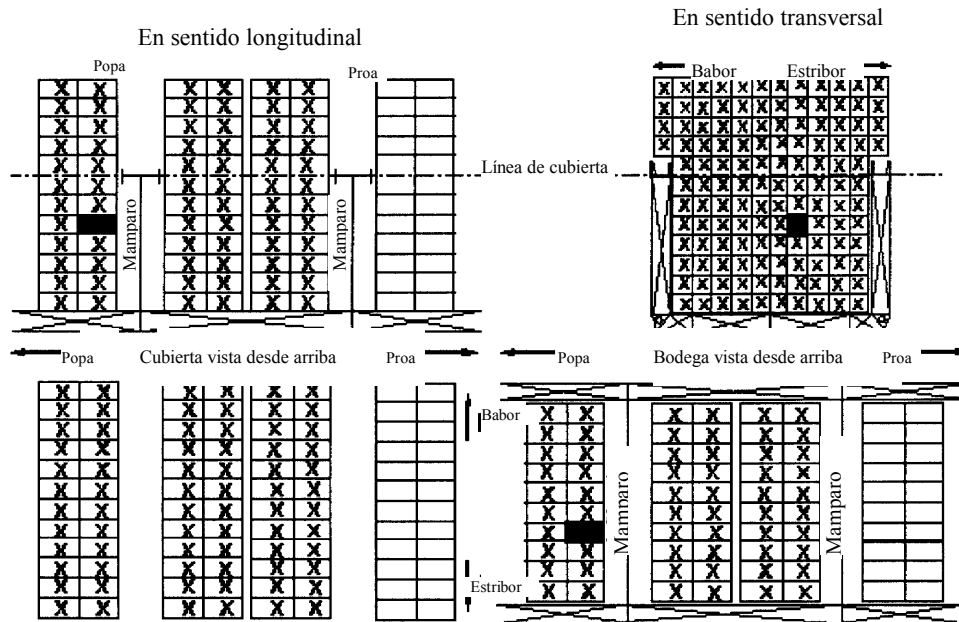 En sentido longitudinal
En sentido transversal
Popa
Proa
Babor
Estribor
Línea de cubierta
Mamparo
Mamparo
Popa
Cubierta vista desde arriba
Proa
Popa
Bodega vista desde arriba
Proa
Babor
Estribor
Mamparo
Mamparo